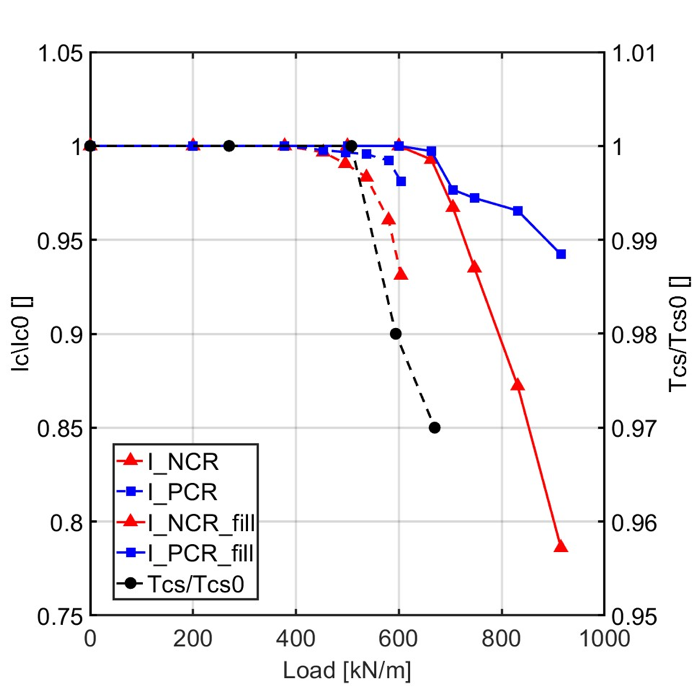 1.05
1
0.95
0.9
0.85
0.8
0.75
Ic\Ic0 []
1.01
1
0.99
0.98
0.97
0.96
0.95
Tcs/Tcs0 []
I_NCR
I_PCR
I_NCR_fill
I_PCR_fill
Tcs/Tcs0
0 200 400 600 800 1000
Load [kN/m]